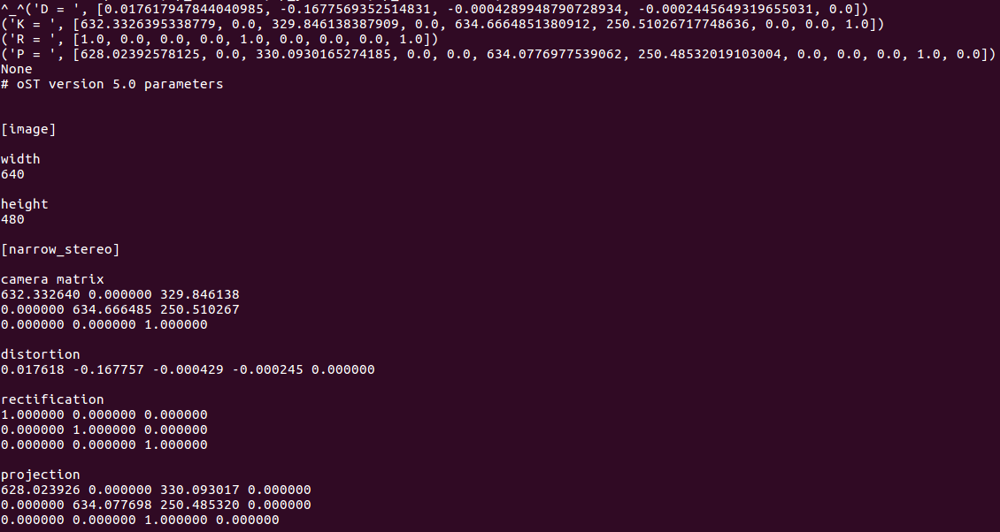 ^_^('D = ', [0.017617947844040985, -0.1677569352514831, -0.0004289948790728934, -0.0002445649319655031, 0.0])
('K = ', [632.3326395338779, 0.0, 329.846138387909, 0.0, 634.6664851380912, 250.51026717748636, 0.0, 0.0, 1.0])
('R = ', [1.0, 0.0, 0.0, 0.0, 1.0, 0.0, 0.0, 0.0, 1.0])
('P = ', [628.02392578125, 0.0, 330.0930165274185, 0.0, 0.0, 634.0776977539062, 250.48532019103004, 0.0, 0.0, 0.0, 1.0, 0.0])
None
# oST version 5.0 parameters
[image]
width
640
height
480
[narrow_stereo]
camera matrix
632.332640 0.000000 329.846138
0.000000 634.666485 250.510267
0.000000 0.000000 1.000000
distortion
0.017618 -0.167757 -0.000429 -0.000245 0.000000
rectification
1.000000 0.000000 0.000000
0.000000 1.000000 0.000000
0.000000 0.000000 1.000000
projection
628.023926 0.000000 330.093017 0.000000
0.000000 634.077698 250.485320 0.000000
0.000000 0.000000 1.000000 0.000000